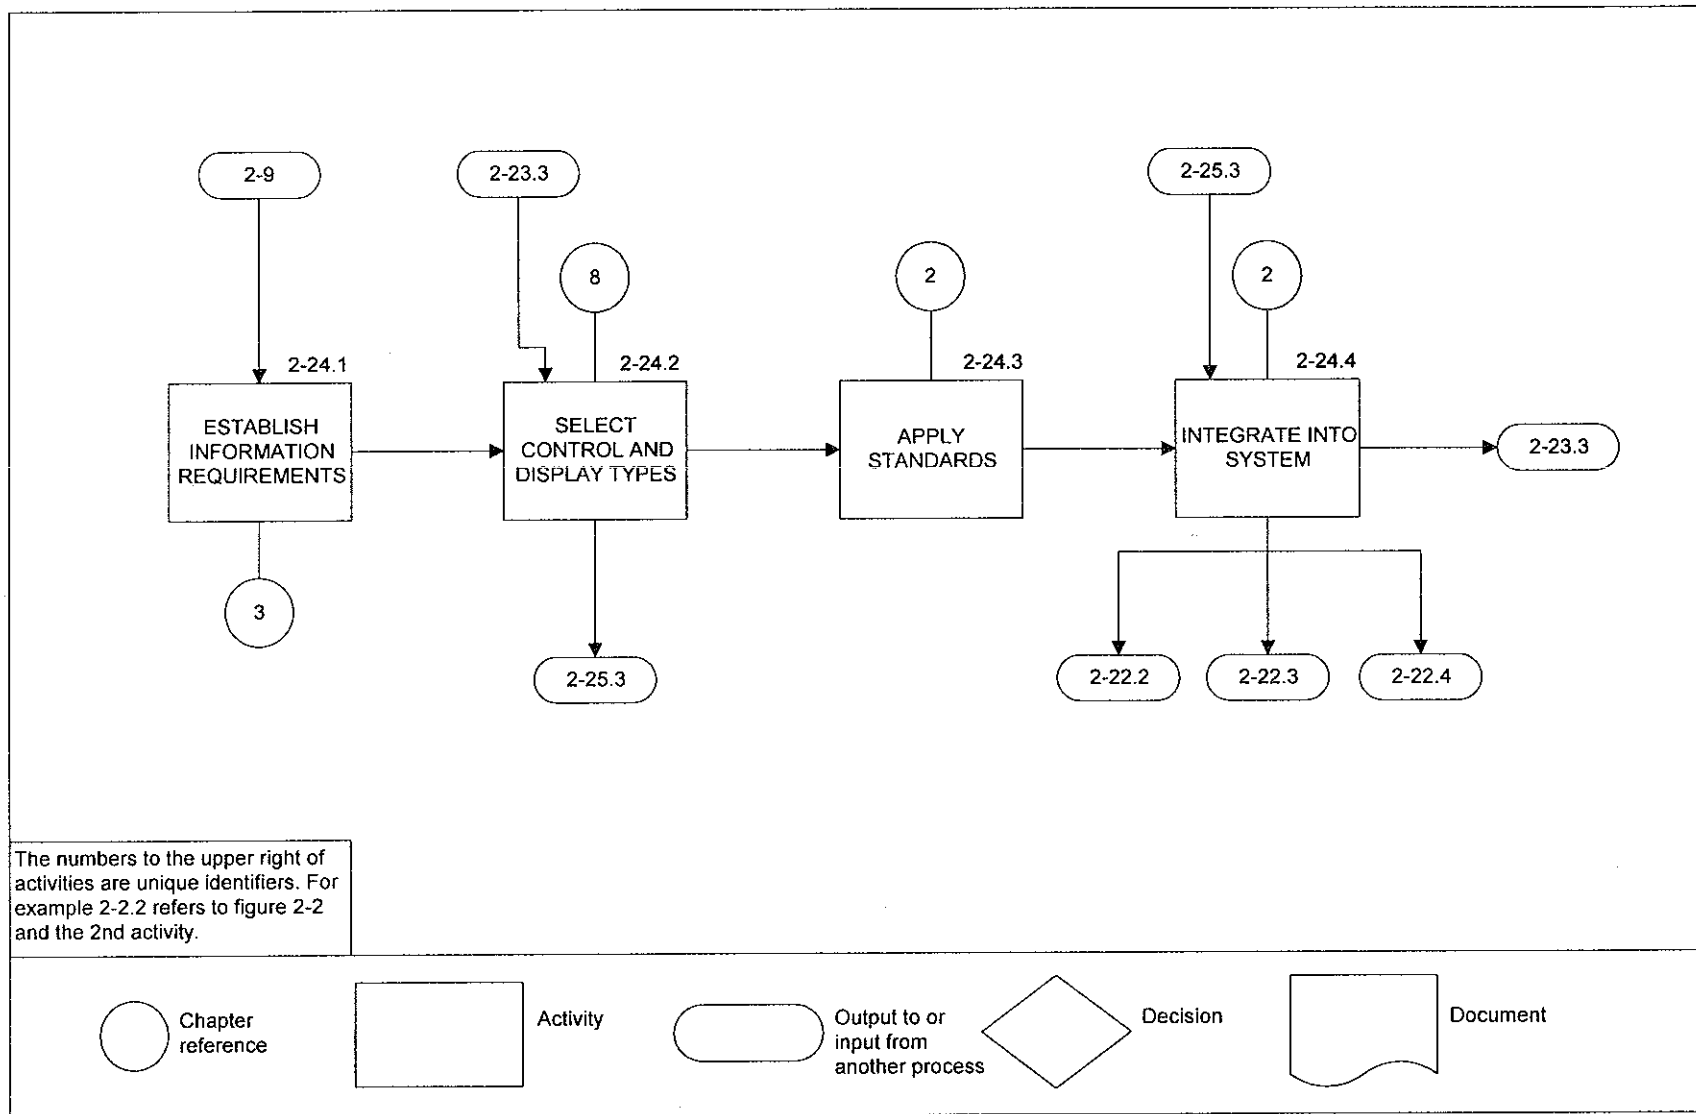 2-9
2-23.3
2-25.3
8
2
2
2-24.1
2-24.2
2-24.3
2-24.4
ESTABLISH
INFORMATION
REQUIREMENTS
SELECT
CONTROL AND
DISPLAY TYPES
APPLY
STANDARDS
INTEGRATE INTO
SYSTEM
2-23.3
3
2-25.3
2-22.2
2-22.3
2-22.4
The numbers to the upper right of
activities are unique identifiers. For
example 2-2.2 refers to figure 2-2
and the 2nd activity.
Chapter
reference
Activity
Output to or
input from
another process
Decision
Document